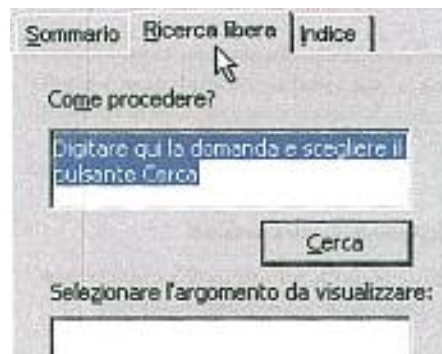 Sommario Ricerca libera Indice
Come procedere?
Digitare qui la domanda e scegliere il
pulsante Cerca
Cerca
Selezionare l'argomento da visualizzare: